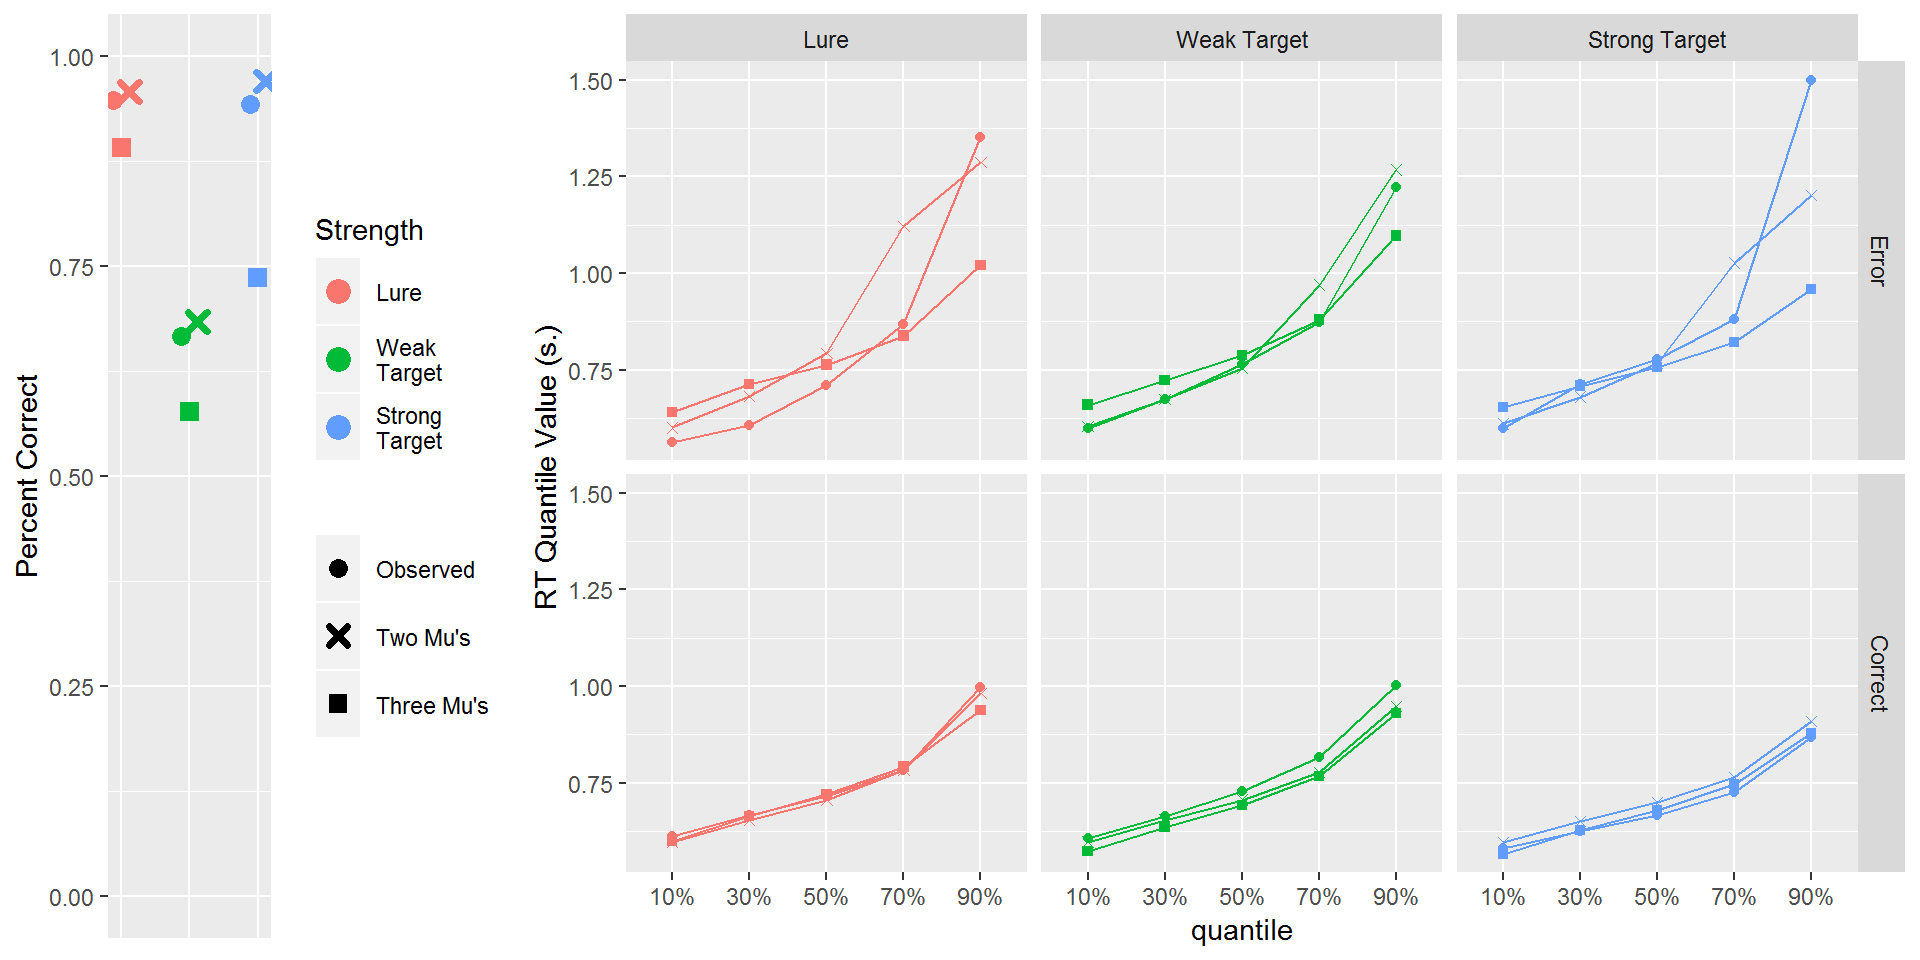 Percent Correct
1.00
0.75
0.50
0.25
0.00
Strength
Lure
Weak
Target
Strong
Target
Observed
Two Mu's
Three Mu's
RT Quantile Value (s.)
Lure
Weak Target
Strong Target
1.50
1.25
1.00
0.75
Error
1.50
1.25
1.00
0.75
Correct
10% 30% 50% 70% 90%
10% 30% 50% 70% 90%
10% 30% 50% 70% 90%
quantile